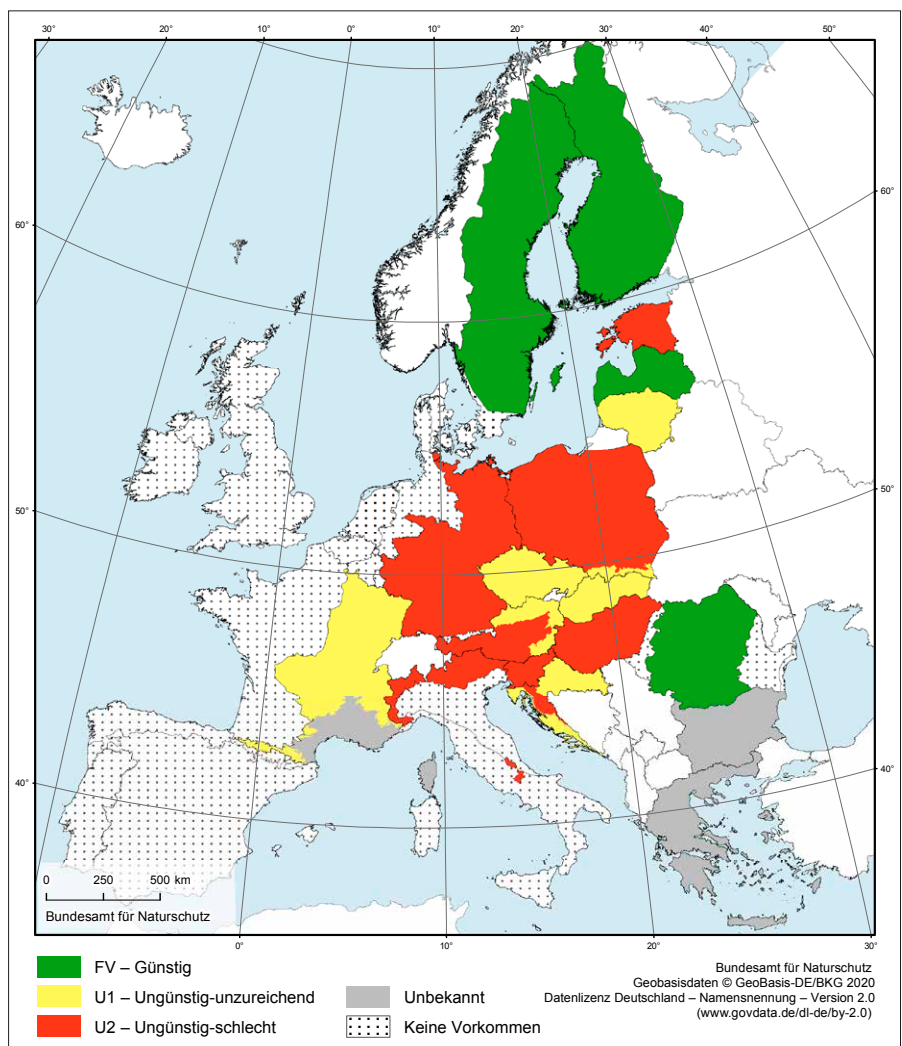 30° 20° 10° 0° 10° 20° 30° 40° 50°
60° 60°
50° 50°
40° 40°
0 250 500 km
Bundesamt für Naturschutz
0° 10° 20° 30°
FV – Günstig
U1 – Ungünstig-unzureichend
U2 – Ungünstig-schlecht
Unbekannt
Keine Vorkommen
Bundesamt für Naturschutz
Geobasisdaten © GeoBasis-DE/BKG 2020
Datenlizenz Deutschland – Namensnennung – Version 2.0
(www.govdata.de/dl-de/by-2.0)